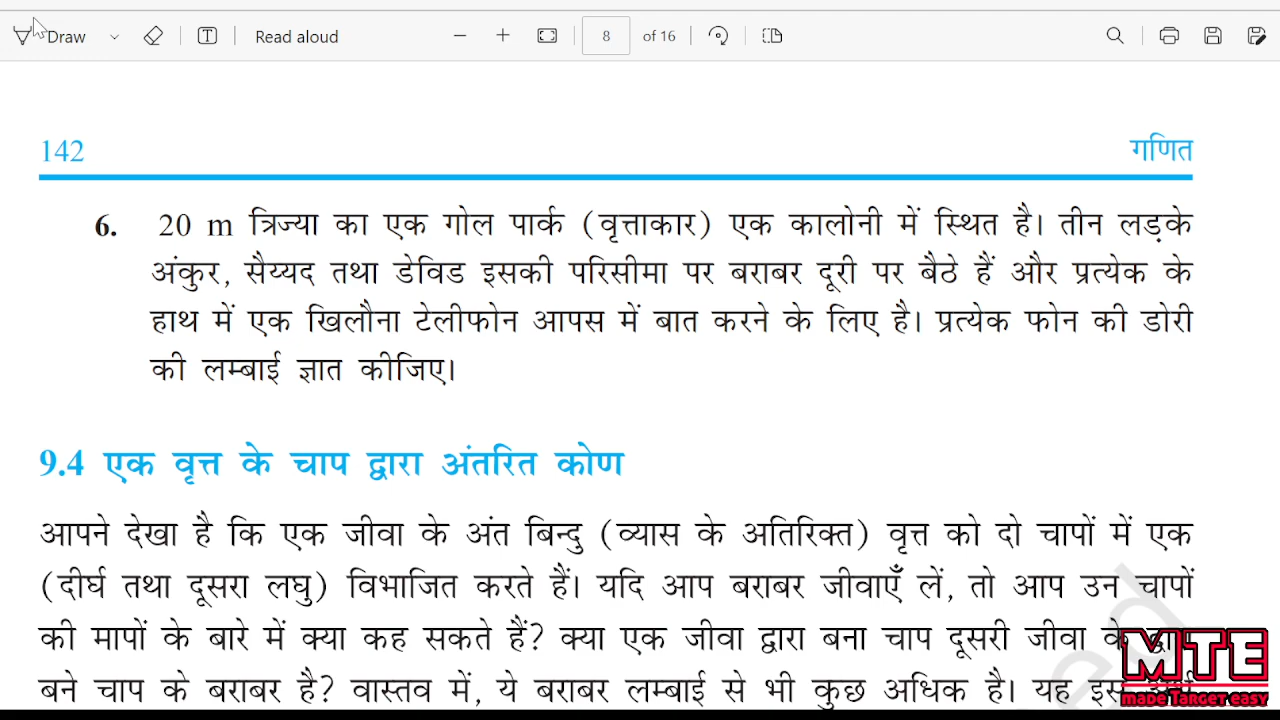 Draw
Read aloud
8
of 16
142
गणित
6. 20 m त्रिज्या का एक गोल पार्क (वृत्ताकार) एक कालोनी में स्थित है। तीन लड़के
अंकुर, सैय्यद तथा डेविड इसकी परिसीमा पर बराबर दूरी पर बैठे हैं और प्रत्येक के
हाथ में एक खिलौना टेलीफोन आपस में बात करने के लिए है। प्रत्येक फोन की डोरी
की लम्बाई ज्ञात कीजिए।
9.4 एक वृत्त के चाप द्वारा अंतरित कोण
आपने देखा है कि एक जीवा के अंत बिन्दु (व्यास के अतिरिक्त) वृत्त को दो चापों में एक
(दीर्घ तथा दूसरा लघु) विभाजित करते हैं। यदि आप बराबर जीवाएँ लें, तो आप उन चापों
की मापों के बारे में क्या कह सकते हैं? क्या एक जीवा द्वारा बना चाप दूसरी जीवा के
बने चाप के बराबर है? वास्तव में, ये बराबर लम्बाई से भी कुछ अधिक है। यह इस
MTE
made Target easy